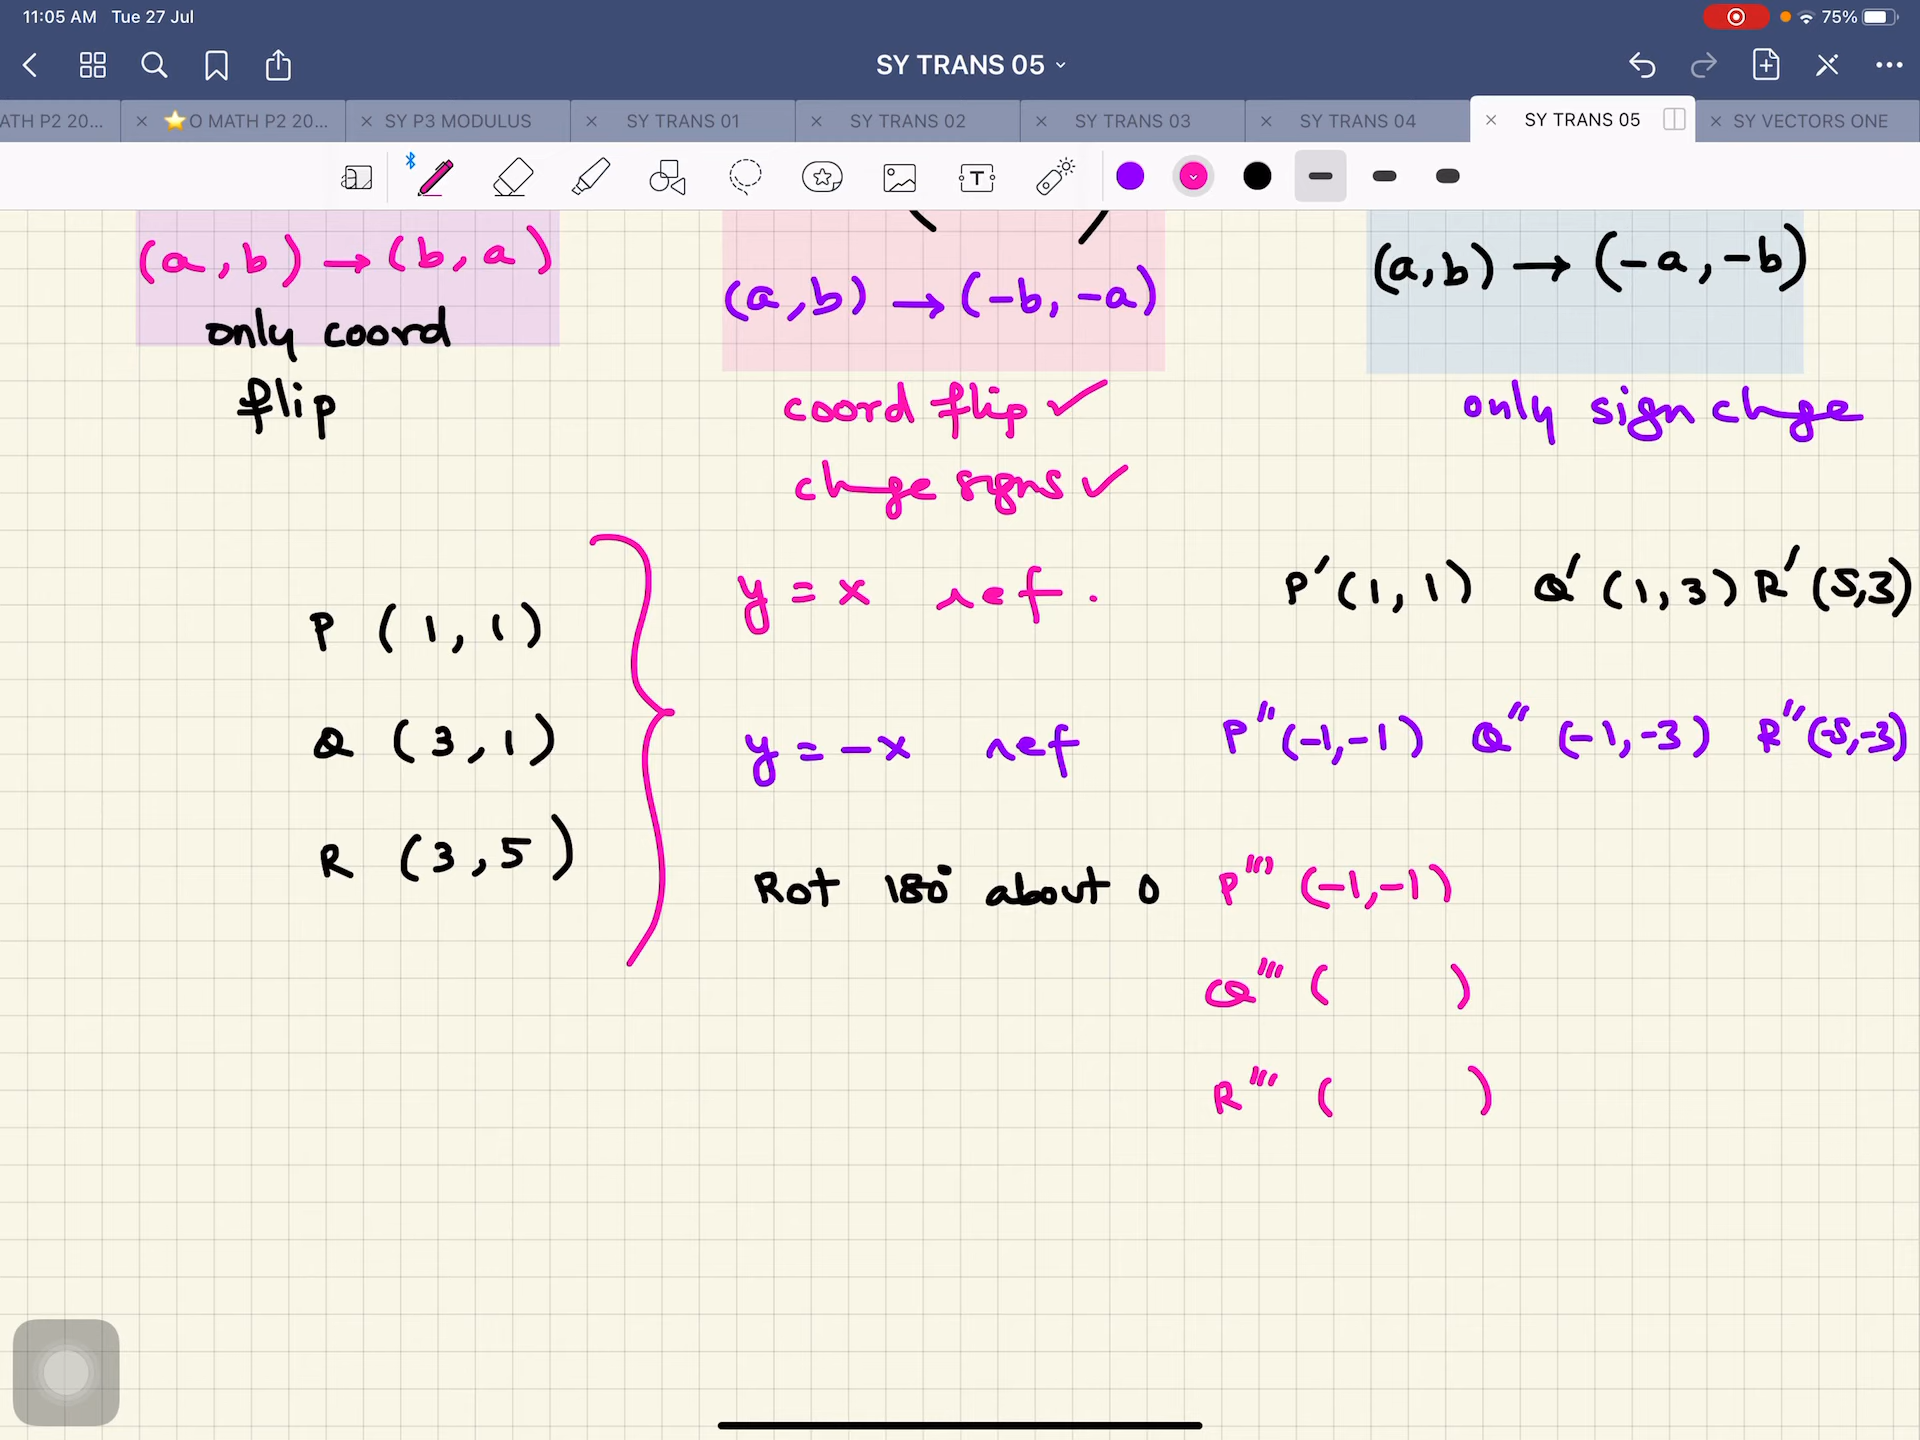 11:05 AM Tue 27 Jul
75%
SY TRANS 05
ATH P2 20...
O MATH P2 20...
SY P3 MODULUS
SY TRANS 01
SY TRANS 02
SY TRANS 03
SY TRANS 04
SY TRANS 05
SY VECTORS ONE
(a,b) → (b,a)
only coord
flip
(a,b) → (-b, -a)
coord flip ✓
chnge signs ✓
(a,b) → (-a,-b)
only sign chnge
P (1,1)
Q (3,1)
R (3,5)
y = x ref.
P'(1,1) Q'(1,3) R'(5,3)
y = -x ref
P''(-1,-1) Q''(-1,-3) R''(-5,-3)
Rot 180° about O
P'''(-1,-1)
Q'''( )
R'''( )